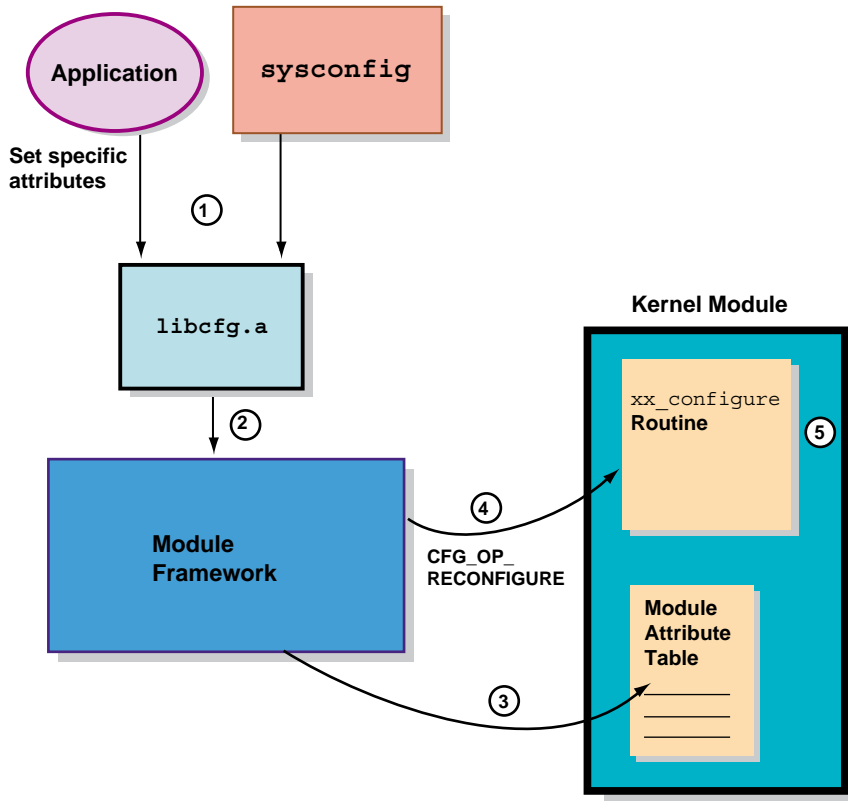 Application
sysconfig
Set specific
attributes
1
libcfg.a
2
Kernel Module
xx_configure
Routine
5
Module
Framework
4
CFG_OP_
RECONFIGURE
Module
Attribute
Table
3